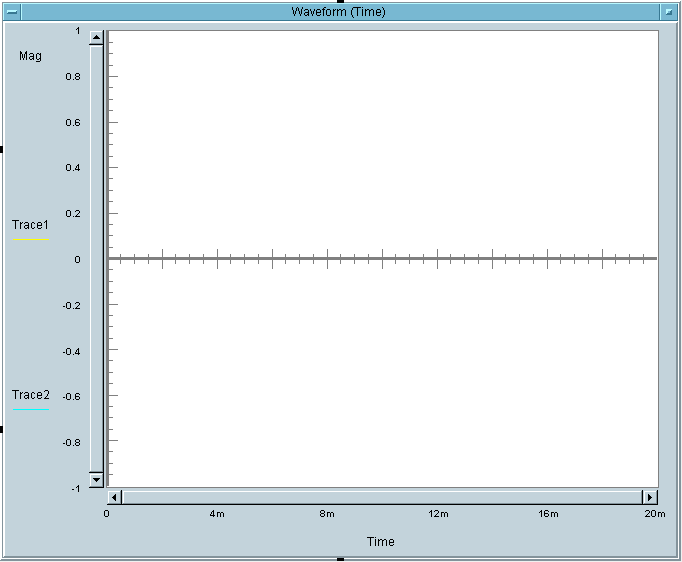 Waveform (Time)
Mag
Trace1
Trace2
1
0.8
0.6
0.4
0.2
0
-0.2
-0.4
-0.6
-0.8
-1
0
4m
8m
12m
16m
20m
Time